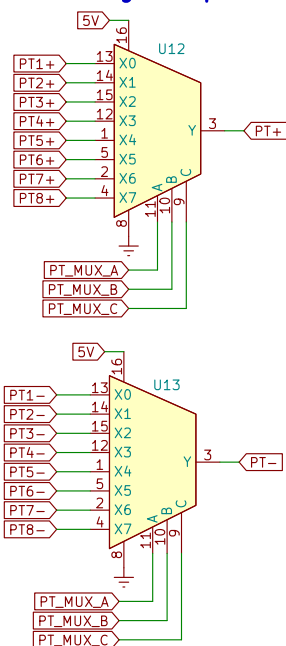 5V
16
U12
PT1+ 13 X0
PT2+ 14 X1
PT3+ 15 X2
PT4+ 12 X3
PT5+ 1 X4
PT6+ 5 X5
PT7+ 2 X6
PT8+ 4 X7
Y 3 PT+
A B C
8 11 10 9
PT_MUX_A
PT_MUX_B
PT_MUX_C
5V
16
U13
PT1- 13 X0
PT2- 14 X1
PT3- 15 X2
PT4- 12 X3
PT5- 1 X4
PT6- 5 X5
PT7- 2 X6
PT8- 4 X7
Y 3 PT-
A B C
8 11 10 9
PT_MUX_A
PT_MUX_B
PT_MUX_C